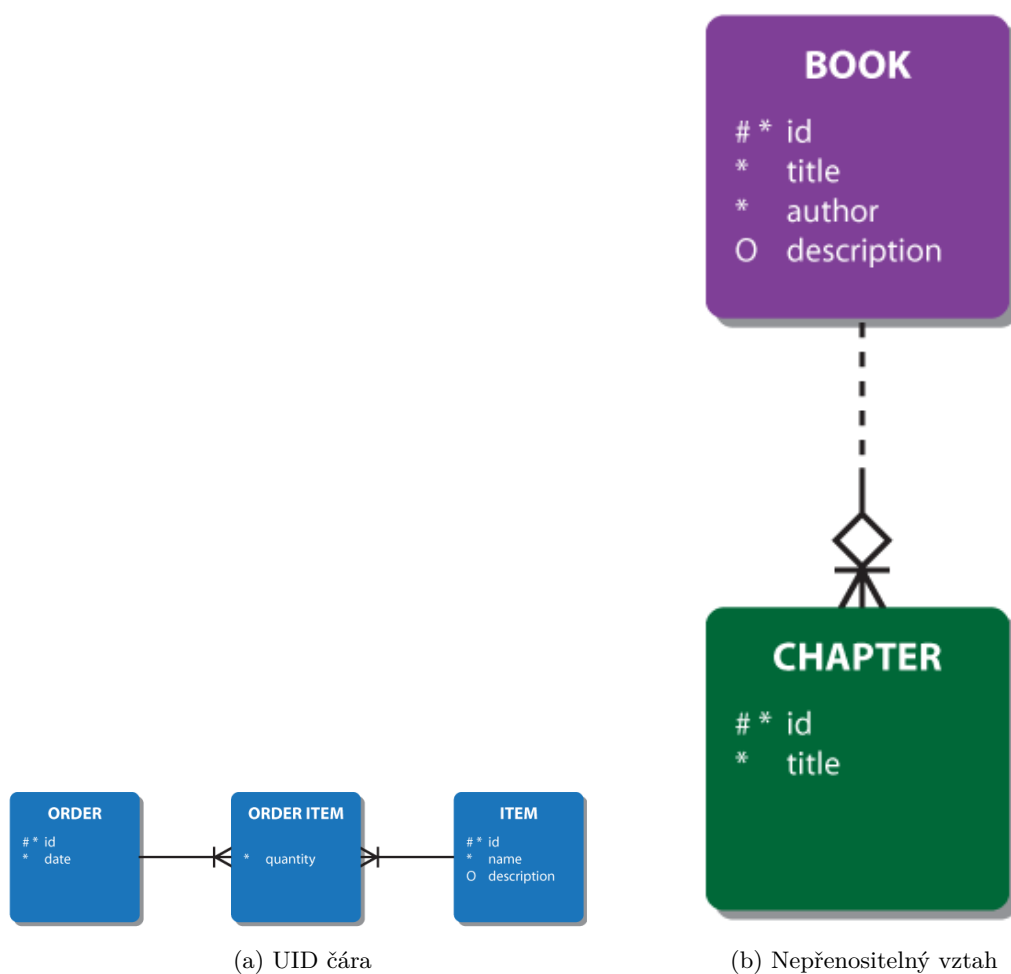 BOOK
# * id
* title
* author
O description
CHAPTER
# * id
* title
ORDER
# * id
* date
ORDER ITEM
* quantity
ITEM
# * id
* name
O description
(a) UID čára
(b) Nepřenositelný vztah